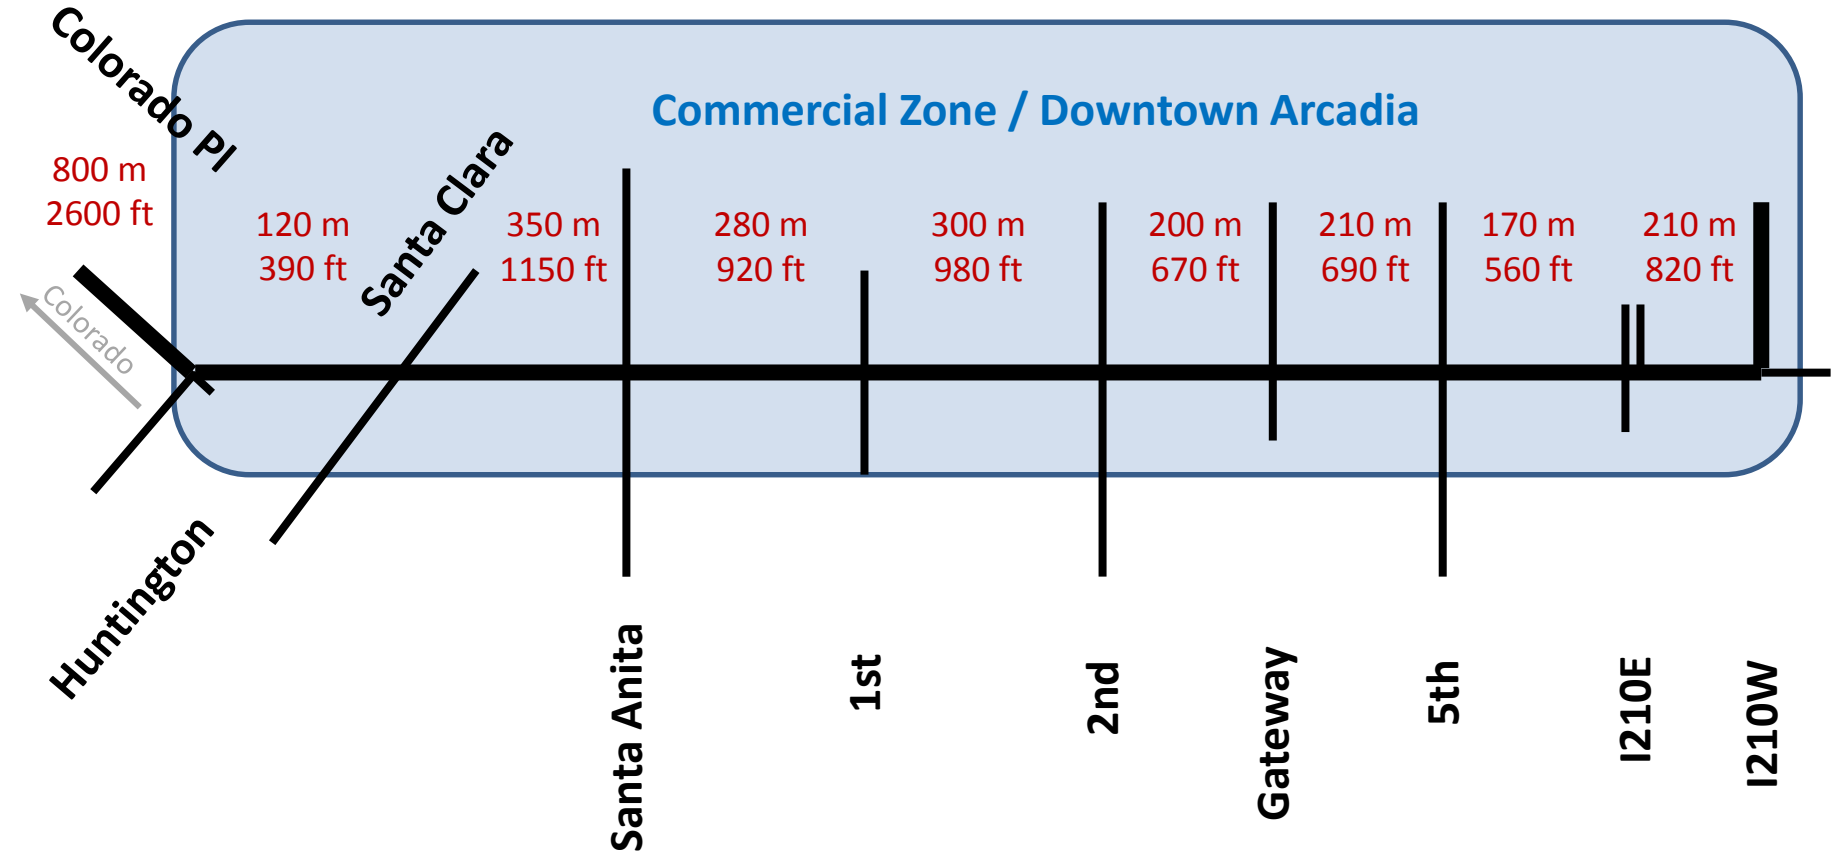 Colorado Pl
Commercial Zone / Downtown Arcadia
800 m
2600 ft
120 m
390 ft
Santa Clara
350 m
1150 ft
280 m
920 ft
300 m
980 ft
200 m
670 ft
210 m
690 ft
170 m
560 ft
210 m
820 ft
Colorado
Huntington
Santa Anita
1st
2nd
Gateway
5th
I210E
I210W